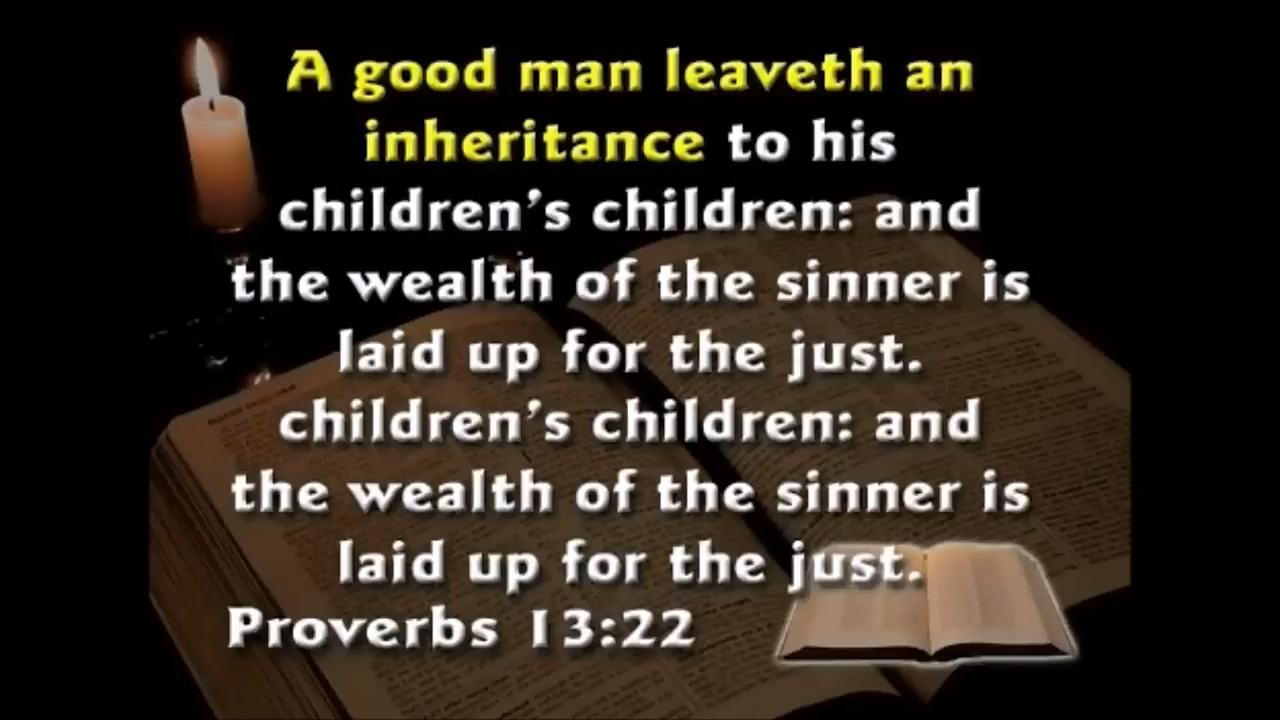 A good man leaveth an
inheritance to his
children's children: and
the wealth of the sinner is
laid up for the just.
children's children: and
the wealth of the sinner is
laid up for the just.
Proverbs 13:22